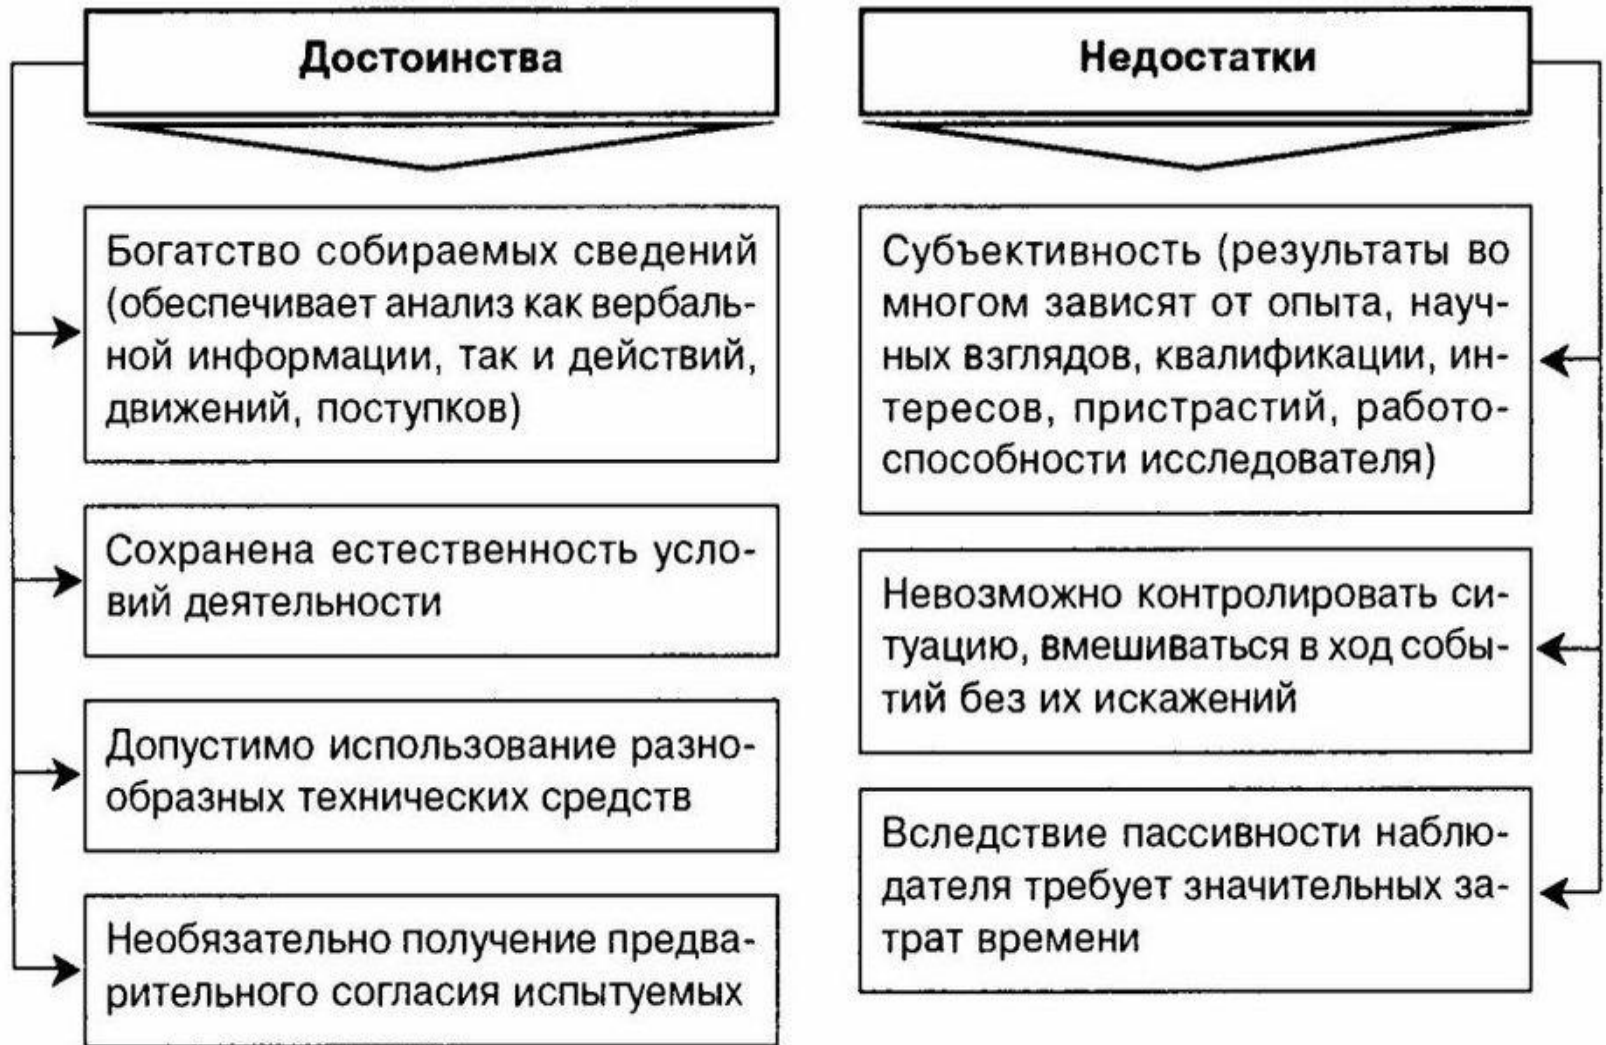 Достоинства
Богатство собираемых сведений
(обеспечивает анализ как вербаль-
ной информации, так и действий,
движений, поступков)
Сохранена естественность усло-
вий деятельности
Допустимо использование разно-
образных технических средств
Необязательно получение предва-
рительного согласия испытуемых
Недостатки
Субъективность (результаты во
многом зависят от опыта, науч-
ных взглядов, квалификации, ин-
тересов, пристрастий, работо-
способности исследователя)
Невозможно контролировать си-
туацию, вмешиваться в ход собы-
тий без их искажений
Вследствие пассивности наблю-
дателя требует значительных за-
трат времени